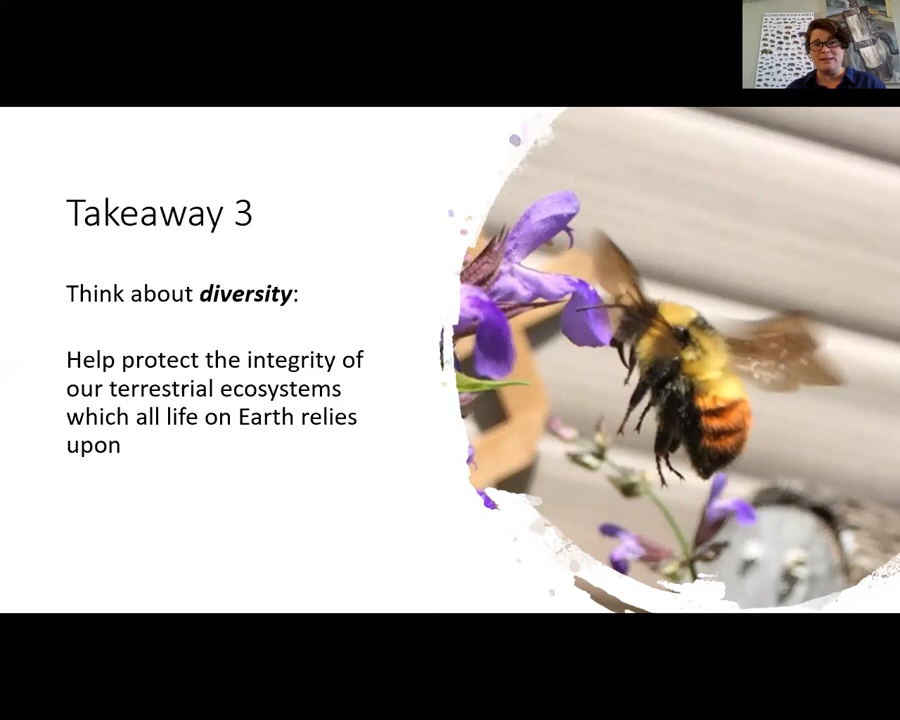 Takeaway 3
Think about diversity:
Help protect the integrity of
our terrestrial ecosystems
which all life on Earth relies
upon